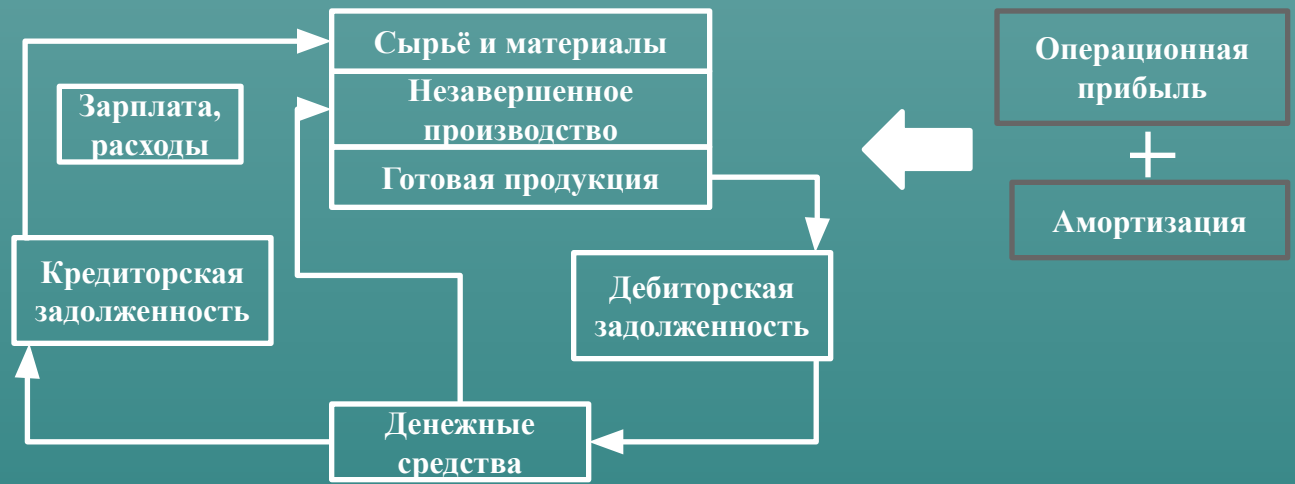 Сырьё и материалы
Незавершенное
производство
Готовая продукция
Зарплата,
расходы
Кредиторская
задолженность
Дебиторская
задолженность
Денежные
средства
Операционная
прибыль
+
Амортизация